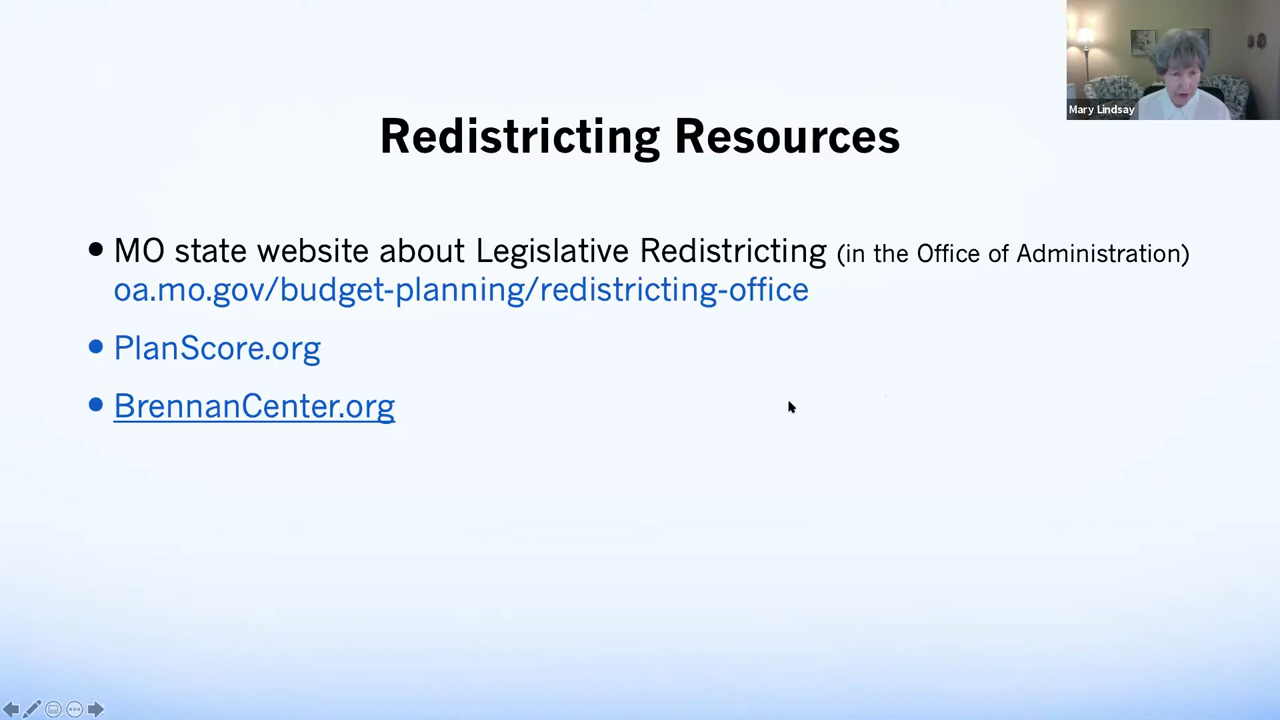 Mary Lindsay
Redistricting Resources
• MO state website about Legislative Redistricting (in the Office of Administration)
oa.mo.gov/budget-planning/redistricting-office
• PlanScore.org
• BrennanCenter.org